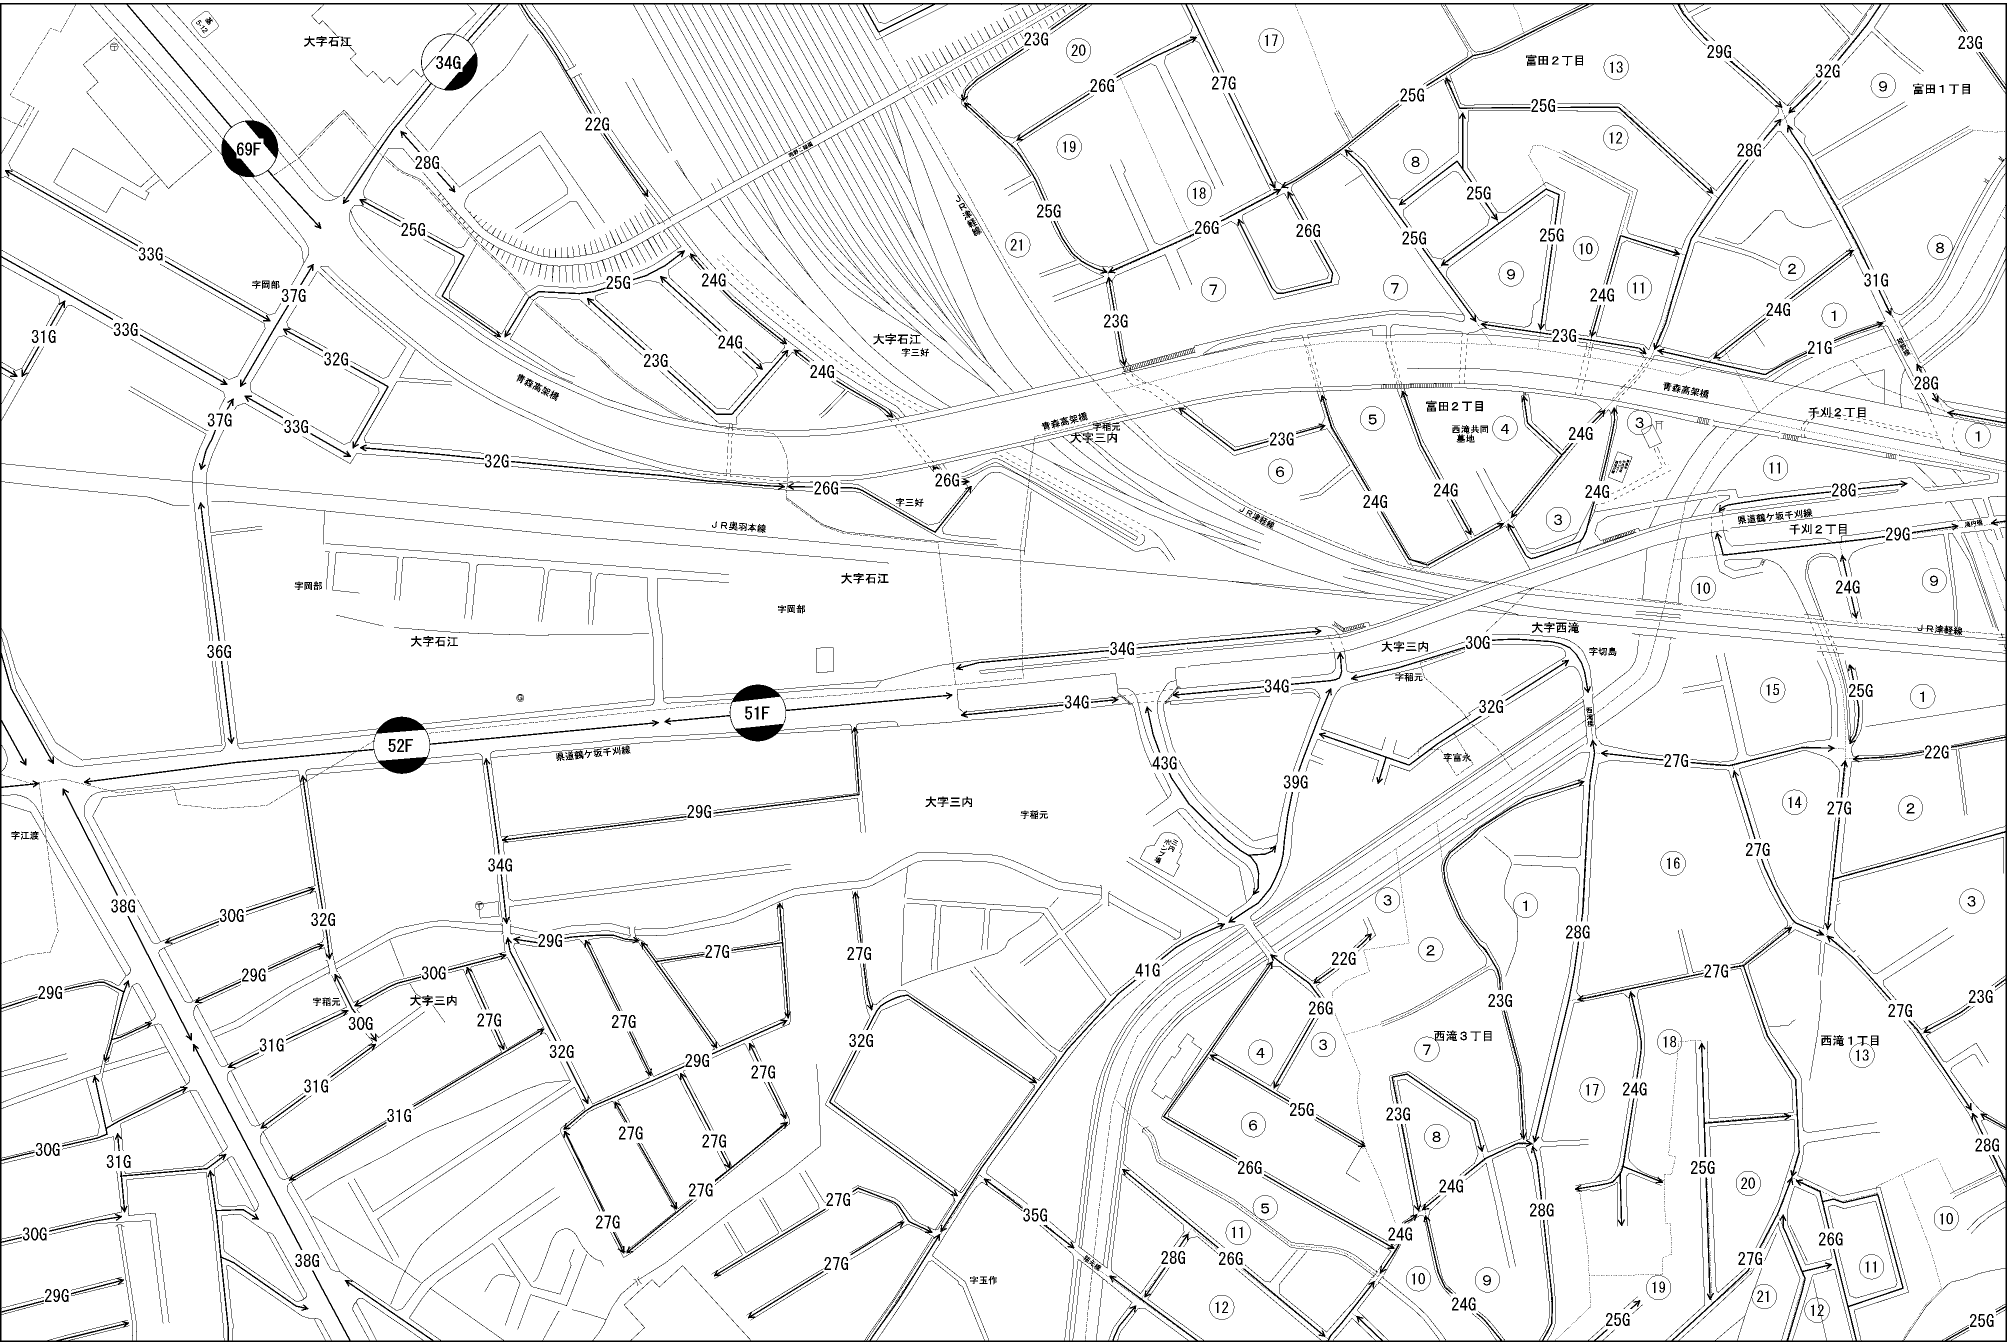 大字石江
34G
23G
20
17
富田２丁目
13
29G
32G
23G
9
富田１丁目
26G
27G
25G
25G
12
22G
69F
28G
19
8
28G
25G
18
25G
26G
26G
25G
25G
10
21
33G
25G
2
8
字岡部
37G
25G
24G
7
7
9
24G
11
31G
24G
1
31G
33G
23G
24G
大字石江
字三好
23G
23G
21G
32G
24G
28G
青森高架橋
青森高架橋
千刈２丁目
37G
33G
青森高架橋
字稲元
大字三内
23G
5
富田２丁目
西滝共同
墓地
4
24G
3
1
32G
26G
26G
字三好
6
24G
24G
24G
11
28G
3
ＪＲ奥羽本線
ＪＲ津軽線
県道鶴ケ坂千刈線
千刈２丁目
29G
字岡部
大字石江
字岡部
10
24G
9
大字石江
36G
34G
大字三内
30G
大字西滝
字切島
ＪＲ津軽線
字稲元
34G
34G
32G
15
25G
1
51F
52F
県道鶴ケ坂千刈線
43G
39G
字富永
27G
22G
29G
大字三内
字稲元
14
27G
2
字江渡
34G
27G
16
38G
30G
32G
3
1
3
29G
27G
27G
2
28G
29G
30G
22G
27G
41G
29G
字稲元
大字三内
30G
27G
27G
26G
23G
27G
23G
31G
32G
32G
4
3
7
西滝３丁目
18
西滝１丁目
13
29G
27G
31G
17
24G
31G
25G
23G
6
8
27G
27G
28G
30G
31G
26G
24G
25G
20
27G
27G
27G
35G
5
28G
10
30G
11
24G
26G
38G
27G
28G
26G
27G
11
字玉作
10
9
29G
12
24G
19
21
12
25G
25G